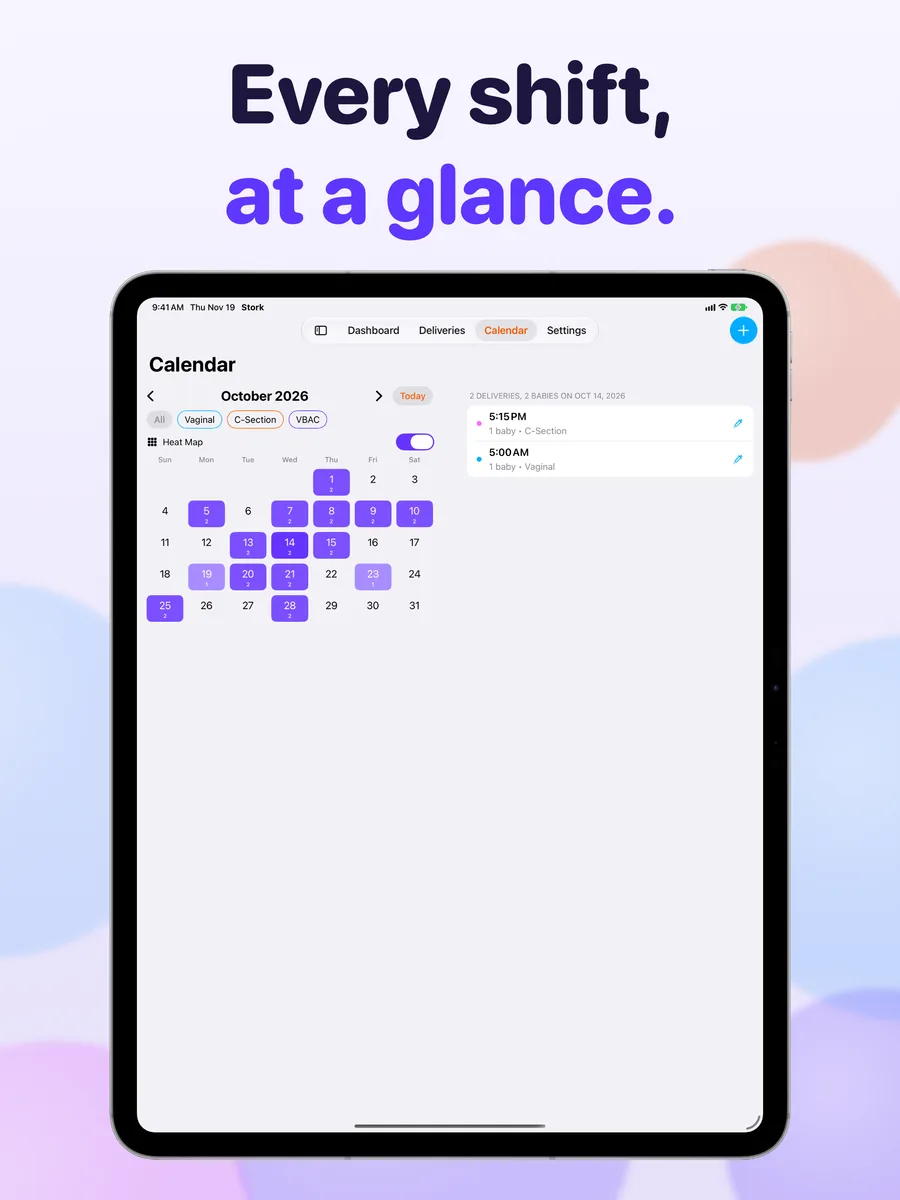 Every shift,
at a glance.
9:41 AM Thu Nov 19 Stork
Dashboard Deliveries Calendar Settings
Calendar
October 2026 Today
All Vaginal C-Section VBAC
Heat Map
Sun Mon Tue Wed Thu Fri Sat
1 2 3
2
4 5 6 7 8 9 10
2 2 2 2 2
11 12 13 14 15 16 17
2 2 2
18 19 20 21 22 23 24
1 2 2 1
25 26 27 28 29 30 31
2 2
2 DELIVERIES, 2 BABIES ON OCT 14, 2026
5:15 PM
1 baby • C-Section
5:00 AM
1 baby • Vaginal